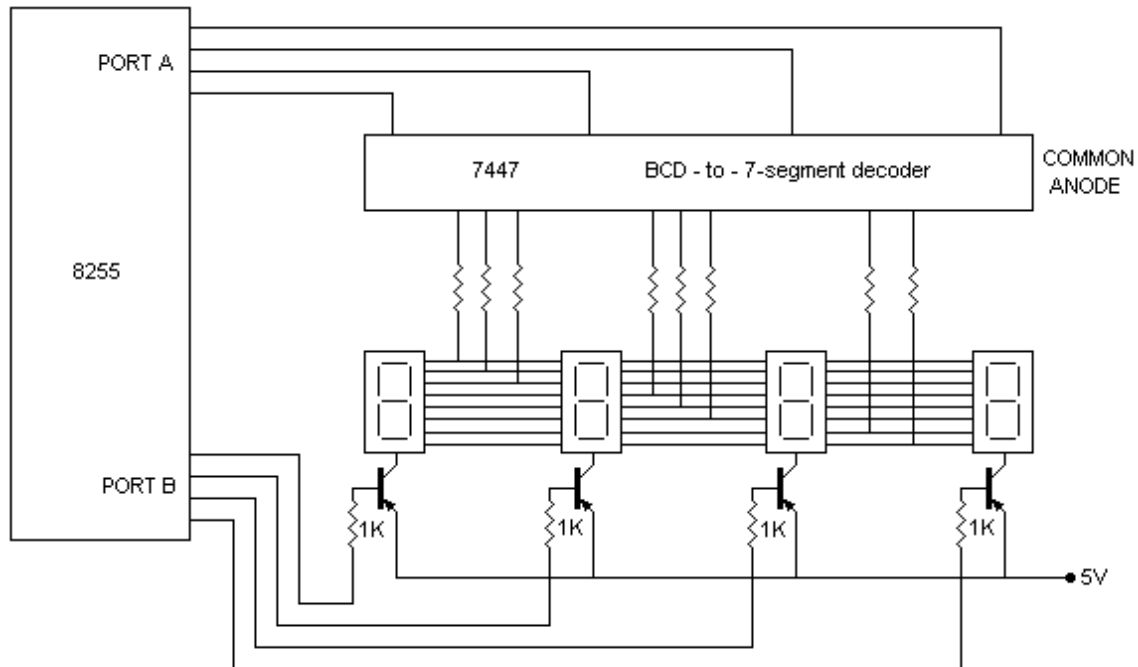 PORT A
7447 BCD - to - 7-segment decoder
COMMON
ANODE
8255
PORT B
1K
1K
1K
1K
5V